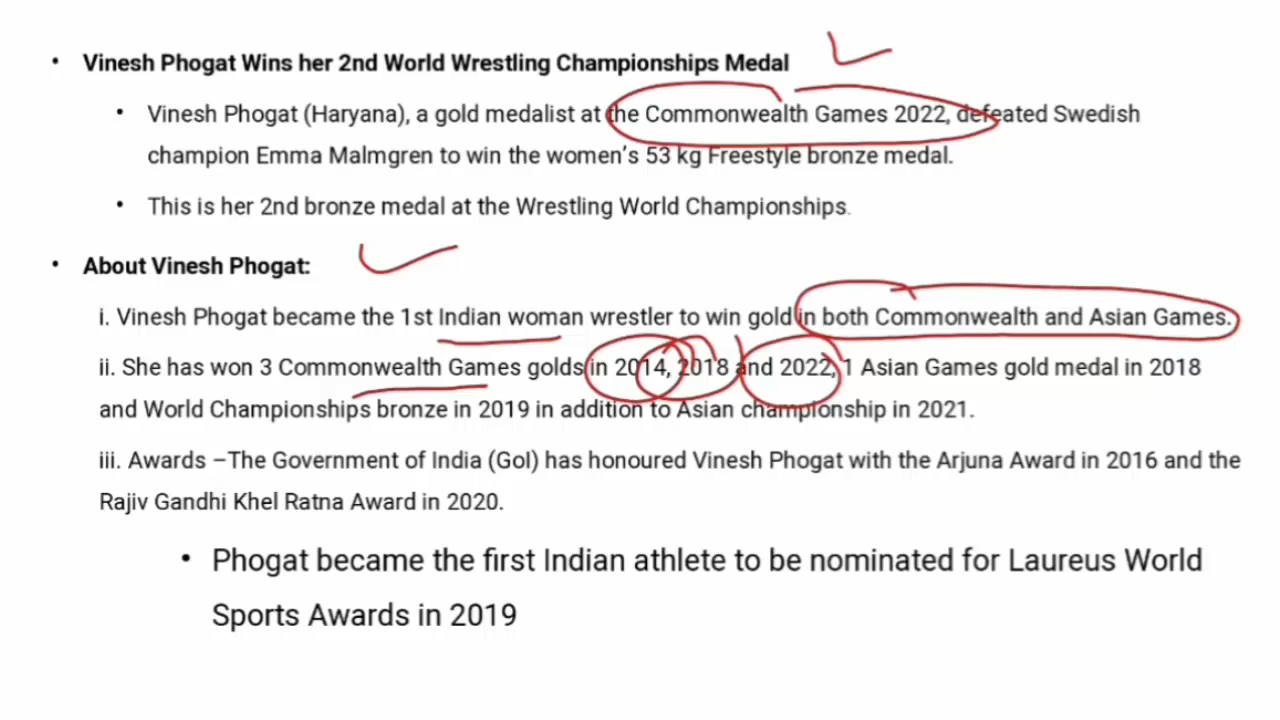 • Vinesh Phogat Wins her 2nd World Wrestling Championships Medal
• Vinesh Phogat (Haryana), a gold medalist at the Commonwealth Games 2022, defeated Swedish
champion Emma Malmgren to win the women's 53 kg Freestyle bronze medal.
• This is her 2nd bronze medal at the Wrestling World Championships.
• About Vinesh Phogat:
i. Vinesh Phogat became the 1st Indian woman wrestler to win gold in both Commonwealth and Asian Games.
ii. She has won 3 Commonwealth Games golds in 2014, 2018 and 2022, 1 Asian Games gold medal in 2018
and World Championships bronze in 2019 in addition to Asian championship in 2021.
iii. Awards –The Government of India (GoI) has honoured Vinesh Phogat with the Arjuna Award in 2016 and the
Rajiv Gandhi Khel Ratna Award in 2020.
• Phogat became the first Indian athlete to be nominated for Laureus World
Sports Awards in 2019